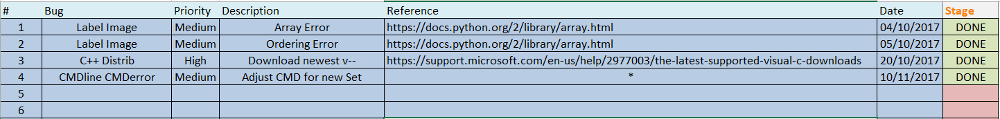 # Bug Priority Description Reference Date Stage
1 Label Image Medium Array Error https://docs.python.org/2/library/array.html 04/10/2017 DONE
2 Label Image Medium Ordering Error https://docs.python.org/2/library/array.html 05/10/2017 DONE
3 C++ Distrib High Download newest v-- https://support.microsoft.com/en-us/help/2977003/the-latest-supported-visual-c-downloads 20/10/2017 DONE
4 CMDline CMDerror Medium Adjust CMD for new Set * 10/11/2017 DONE
5
6